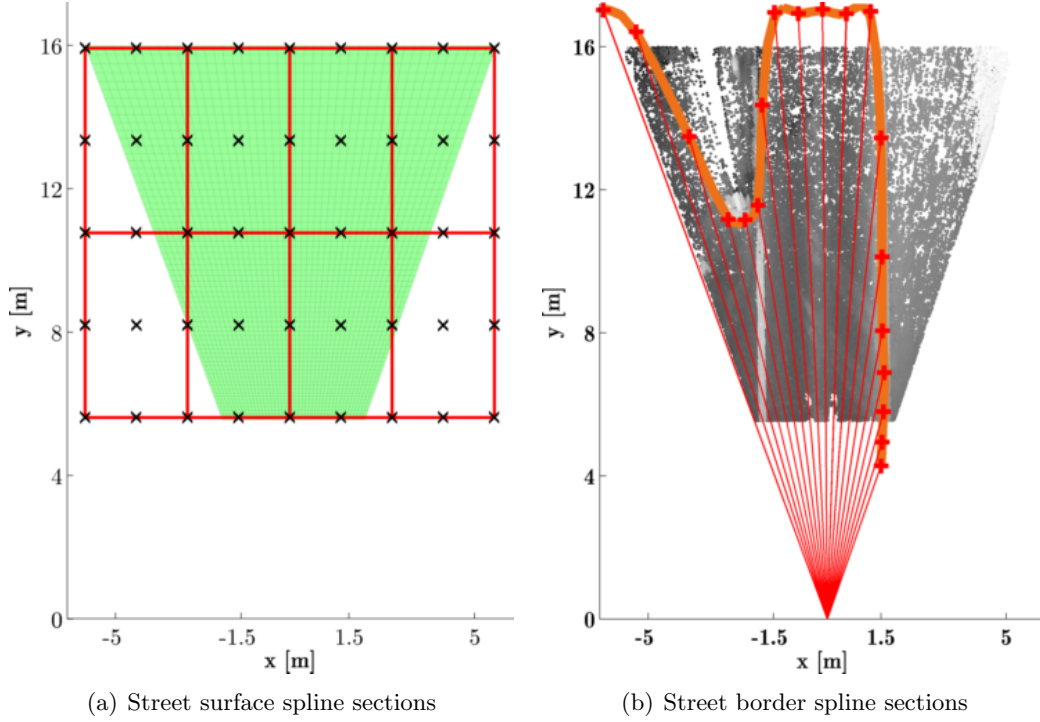 16
12
8
4
0
y [m]
-5 -1.5 1.5 5
x [m]
(a) Street surface spline sections
16
12
8
4
0
y [m]
-5 -1.5 1.5 5
x [m]
(b) Street border spline sections